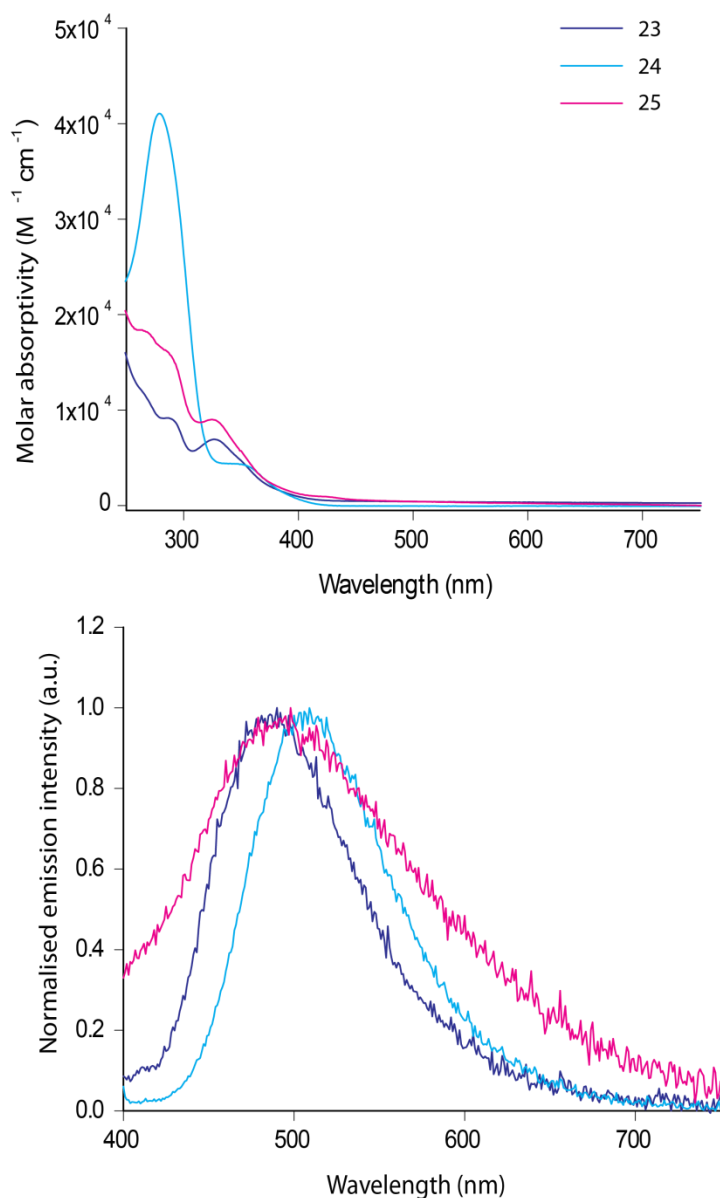 5x10 4
4x10 4
3x10 4
2x10 4
1x10 4
0
Molar absorptivity (M -1 cm -1)
23
24
25
300 400 500 600 700
Wavelength (nm)
1.2
1.0
0.8
0.6
0.4
0.2
0.0
Normalised emission intensity (a.u.)
400 500 600 700
Wavelength (nm)